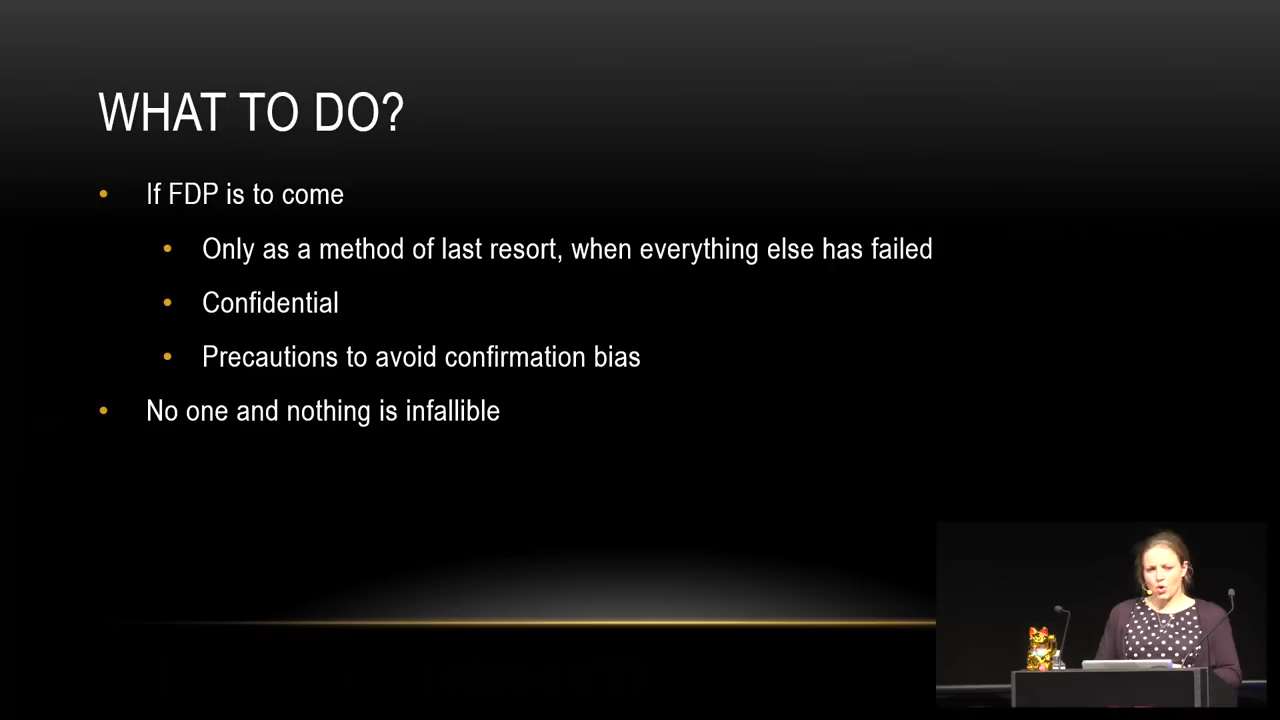 WHAT TO DO?
If FDP is to come
Only as a method of last resort, when everything else has failed
Confidential
Precautions to avoid confirmation bias
No one and nothing is infallible